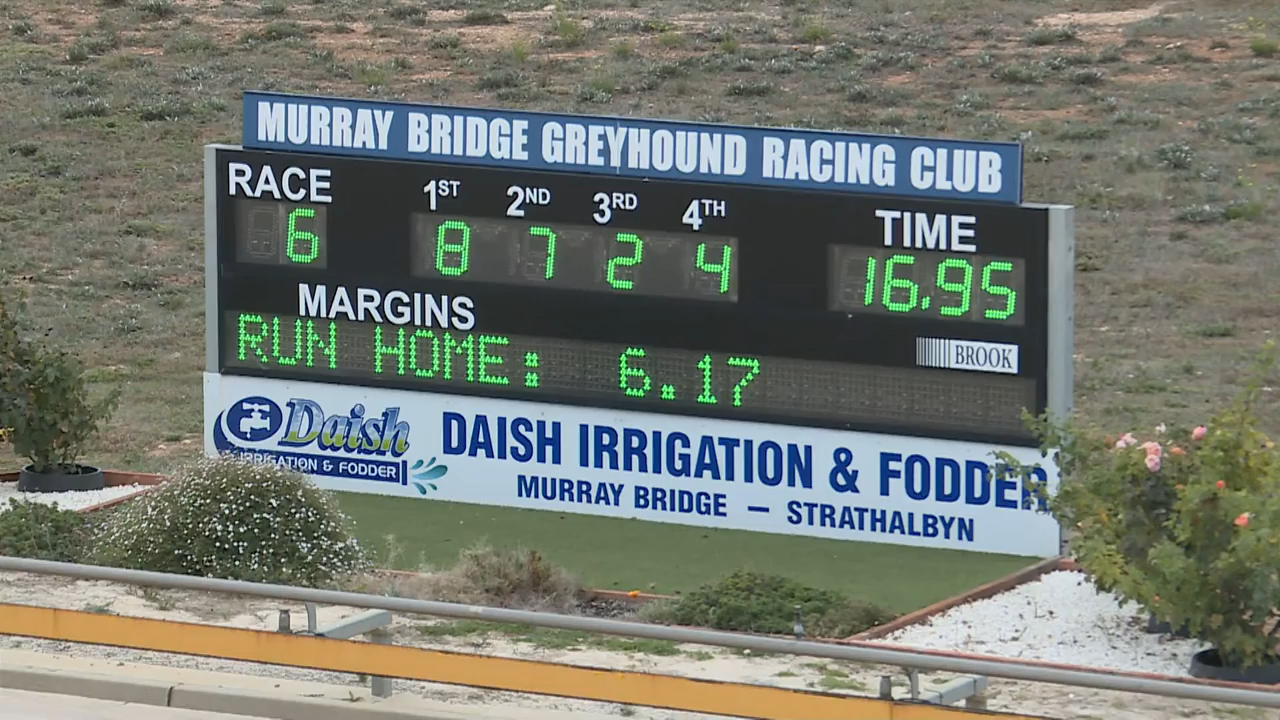 MURRAY BRIDGE GREYHOUND RACING CLUB
RACE 1ST 2ND 3RD 4TH TIME
6 8 7 2 4 16.95
MARGINS
RUN HOME: 6.17
BROOK
Daish
IRRIGATION & FODDER
DAISH IRRIGATION & FODDER
MURRAY BRIDGE — STRATHALBYN